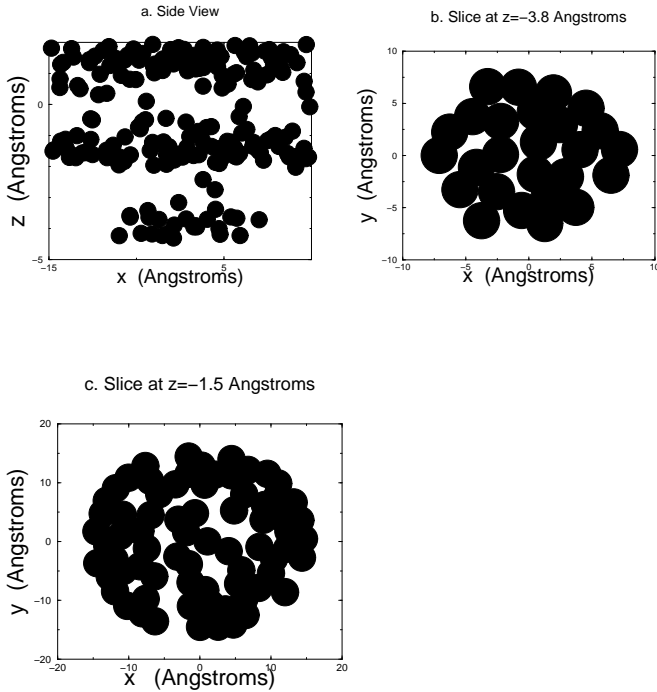 a. Side View
0
−5
−15
5
z (Angstroms)
x (Angstroms)
b. Slice at z=−3.8 Angstroms
10
5
0
−5
−10
−10
−5
0
5
10
y (Angstroms)
x (Angstroms)
c. Slice at z=−1.5 Angstroms
20
10
0
−10
−20
−20
−10
0
10
20
y (Angstroms)
x (Angstroms)